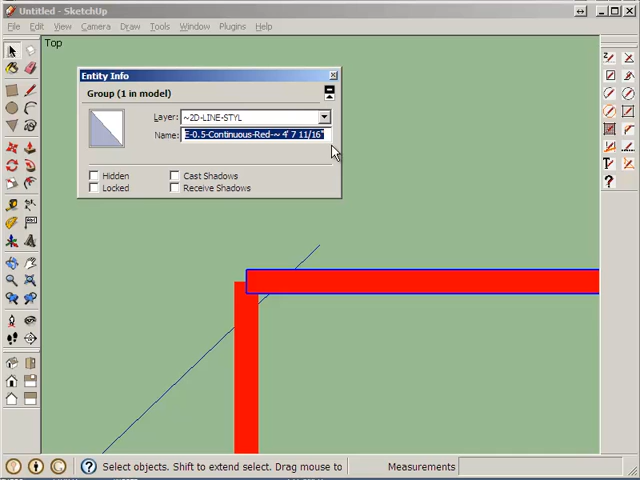 Untitled - SketchUp
File Edit View Camera Draw Tools Window Plugins Help
Top
Entity Info
Group (1 in model)
Layer: ~2D-LINE-STYL
Name: E-0.5-Continuous-Red-~ 4' 7 11/16"
Hidden Cast Shadows
Locked Receive Shadows
Select objects. Shift to extend select. Drag mouse to Measurements